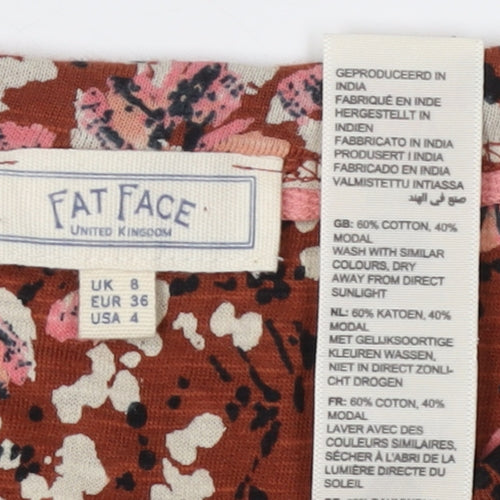 FAT FACE
UNITED KINGDOM
UK 8
EUR 36
USA 4
GEPRODUCEERD IN
INDIA
FABRIQUÉ EN INDE
HERGESTELLT IN
INDIEN
FABBRICATO IN INDIA
PRODUSERT I INDIA
FABRICADO EN INDIA
VALMISTETTU INTIASSA
صنع في الهند
GB: 60% COTTON, 40%
MODAL
WASH WITH SIMILAR
COLOURS, DRY
AWAY FROM DIRECT
SUNLIGHT
NL: 60% KATOEN, 40%
MODAL
MET GELIJKSOORTIGE
KLEUREN WASSEN,
NIET IN DIRECT ZONLI-
CHT DROGEN
FR: 60% COTON, 40%
MODAL
LAVER AVEC DES
COULEURS SIMILAIRES,
SÉCHER À L'ABRI DE LA
LUMIÈRE DIRECTE DU
SOLEIL